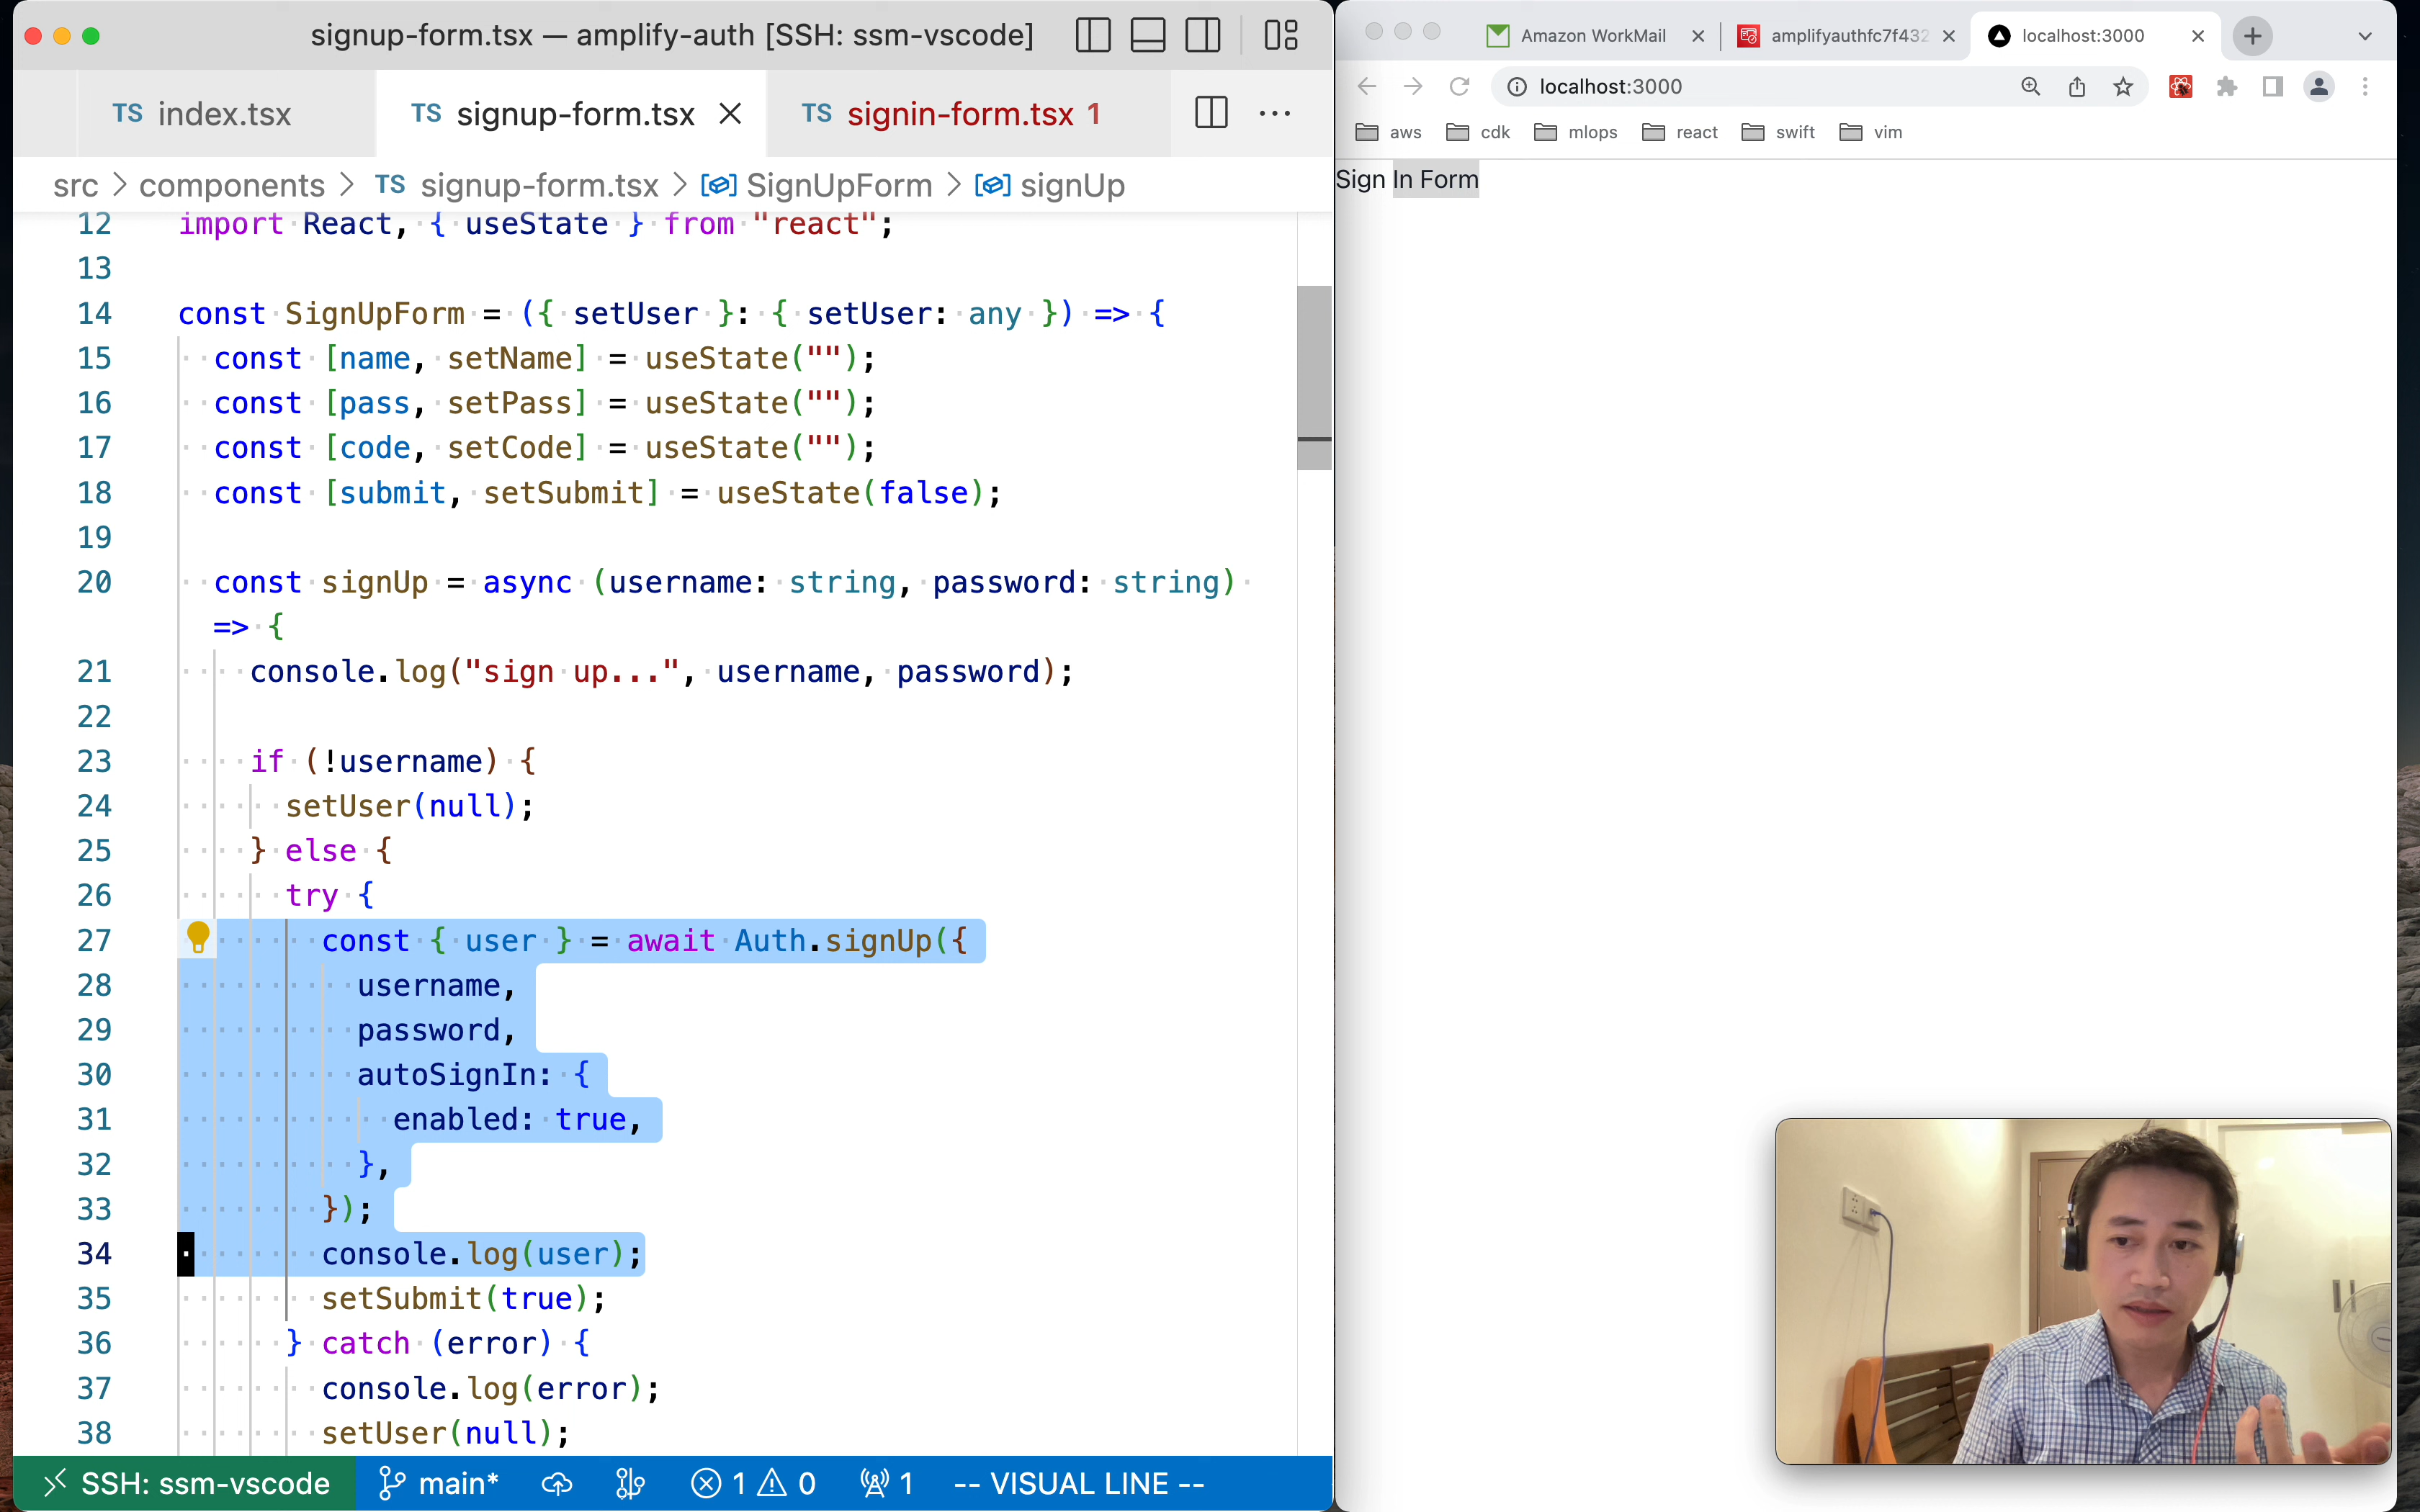 signup-form.tsx — amplify-auth [SSH: ssm-vscode]
TS index.tsx
TS signup-form.tsx
TS signin-form.tsx 1
src > components > TS signup-form.tsx > SignUpForm > signUp
12 import React, { useState } from "react";
13
14 const SignUpForm = ({ setUser }: { setUser: any }) => {
15 const [name, setName] = useState("");
16 const [pass, setPass] = useState("");
17 const [code, setCode] = useState("");
18 const [submit, setSubmit] = useState(false);
19
20 const signUp = async (username: string, password: string)
=> {
21 console.log("sign up...", username, password);
22
23 if (!username) {
24 setUser(null);
25 } else {
26 try {
27 const { user } = await Auth.signUp({
28 username,
29 password,
30 autoSignIn: {
31 enabled: true,
32 },
33 });
34 console.log(user);
35 setSubmit(true);
36 } catch (error) {
37 console.log(error);
38 setUser(null);
SSH: ssm-vscode main* 1 0 1 -- VISUAL LINE --
Amazon WorkMail
amplifyauthfc7f432
localhost:3000
localhost:3000
aws cdk mlops react swift vim
Sign In Form